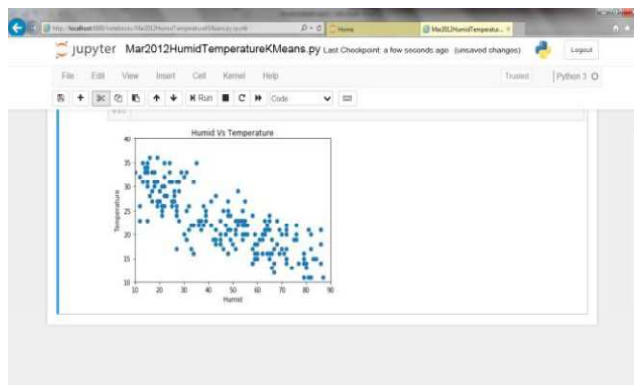 Home
jupyter Mar2012HumidTemperatureKMeans.py Last Checkpoint: a few seconds ago (unsaved changes)
Logout
File Edit View Insert Cell Kernel Help
Trusted Python 3
Run Code
Humid Vs Temperature
40
35
30
25
20
15
10
Temperature
10 20 30 40 50 60 70 80 90
Humid